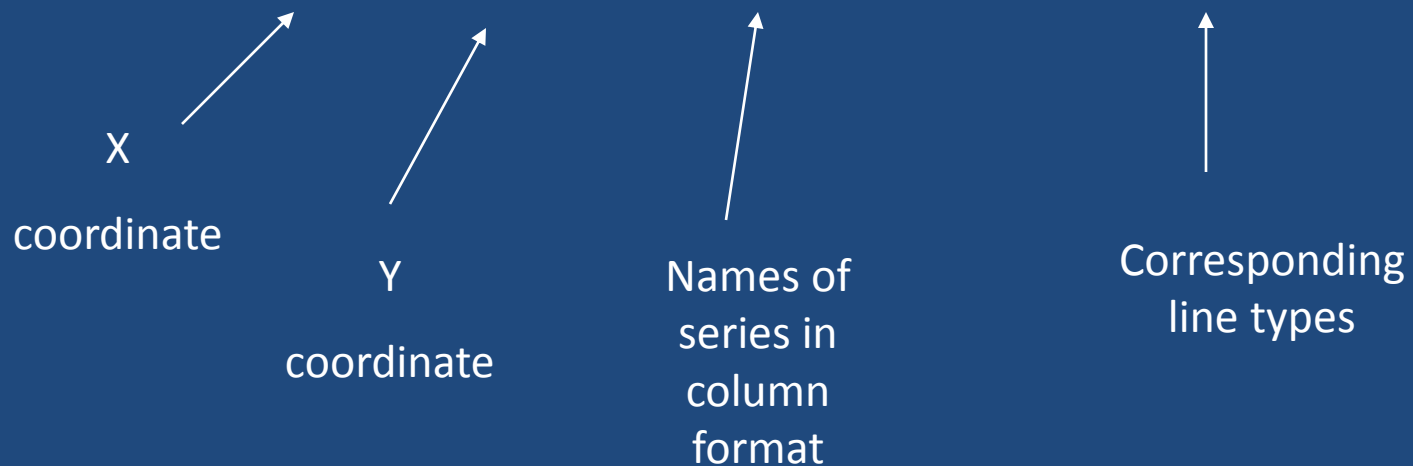 X
coordinate
Y
coordinate
Names of
series in
column
format
Corresponding
line types